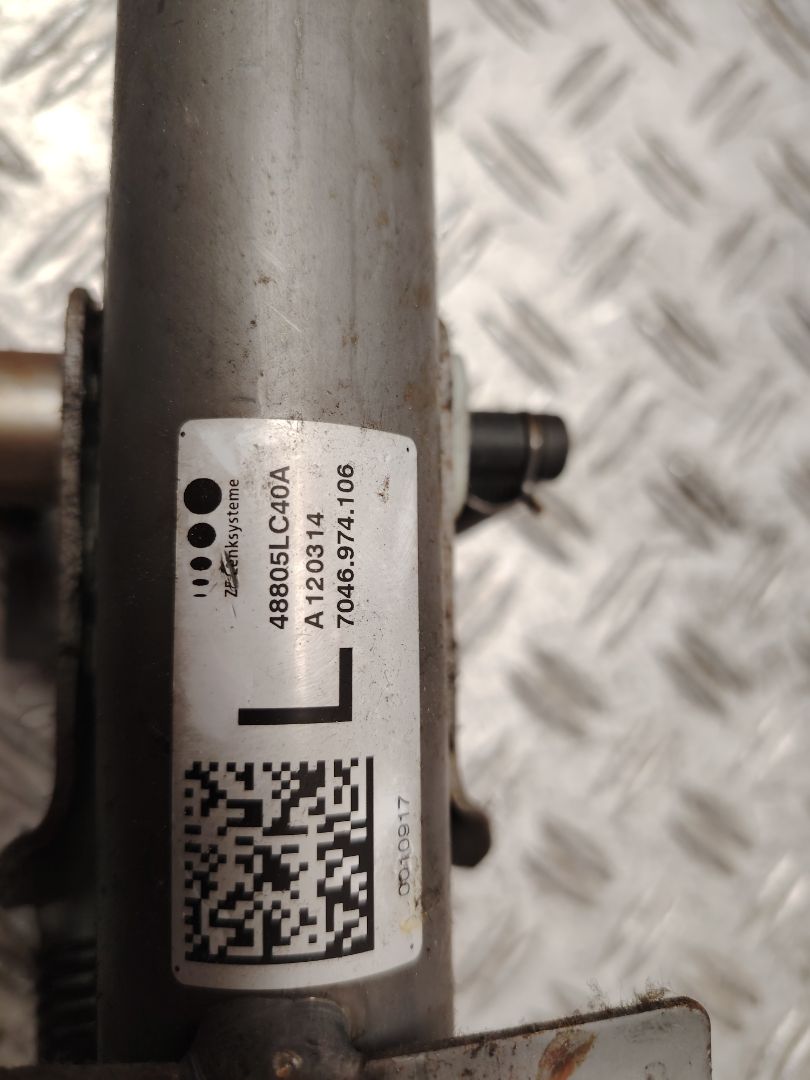 ZF Lenksysteme
48805LC40A
A120314
7046.974.106
L
0010917